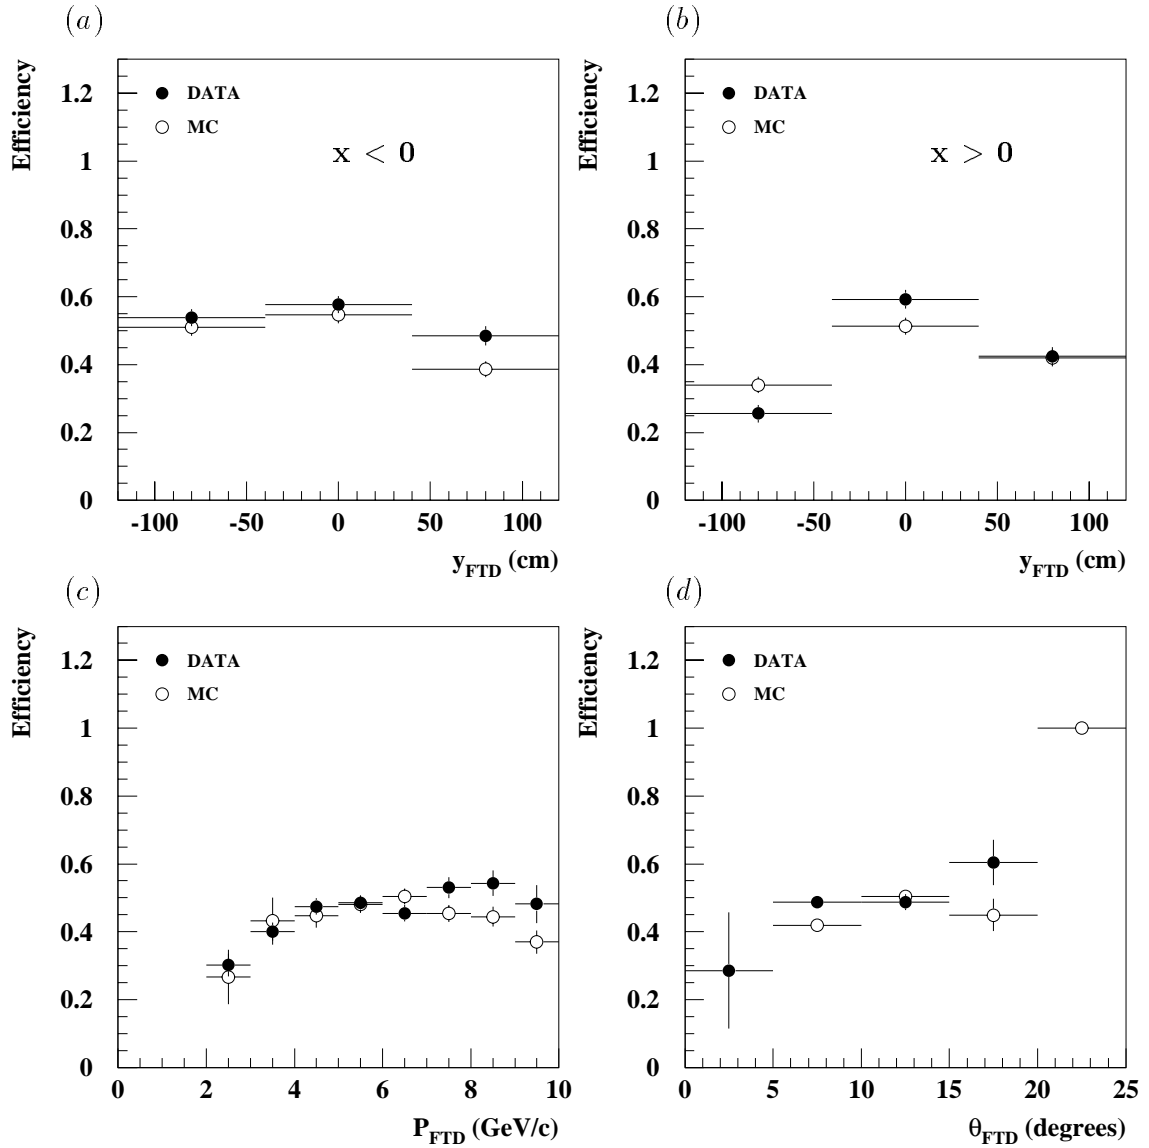 (a)
Efficiency
DATA
MC
x < 0
1.2
1
0.8
0.6
0.4
0.2
0
-100 -50 0 50 100
y_FTD (cm)
(b)
Efficiency
DATA
MC
x > 0
1.2
1
0.8
0.6
0.4
0.2
0
-100 -50 0 50 100
y_FTD (cm)
(c)
Efficiency
DATA
MC
1.2
1
0.8
0.6
0.4
0.2
0
0 2 4 6 8 10
P_FTD (GeV/c)
(d)
Efficiency
DATA
MC
1.2
1
0.8
0.6
0.4
0.2
0
0 5 10 15 20 25
θ_FTD (degrees)